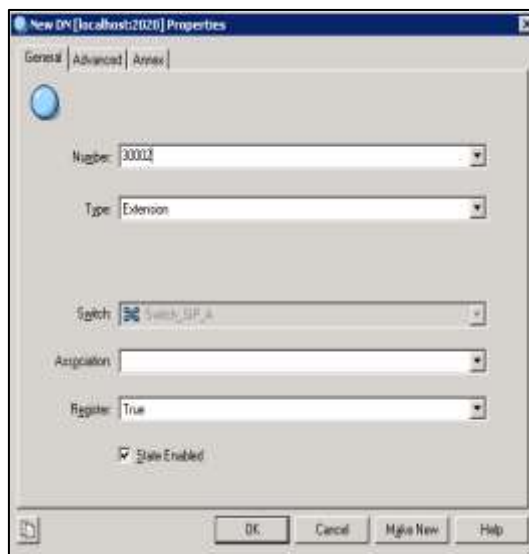 New DN [localhost:2020] Properties
General Advanced Annex
Number: 30002
Type: Extension
Switch: Switch_SIP_A
Association:
Register: True
State Enabled
OK Cancel Make New Help